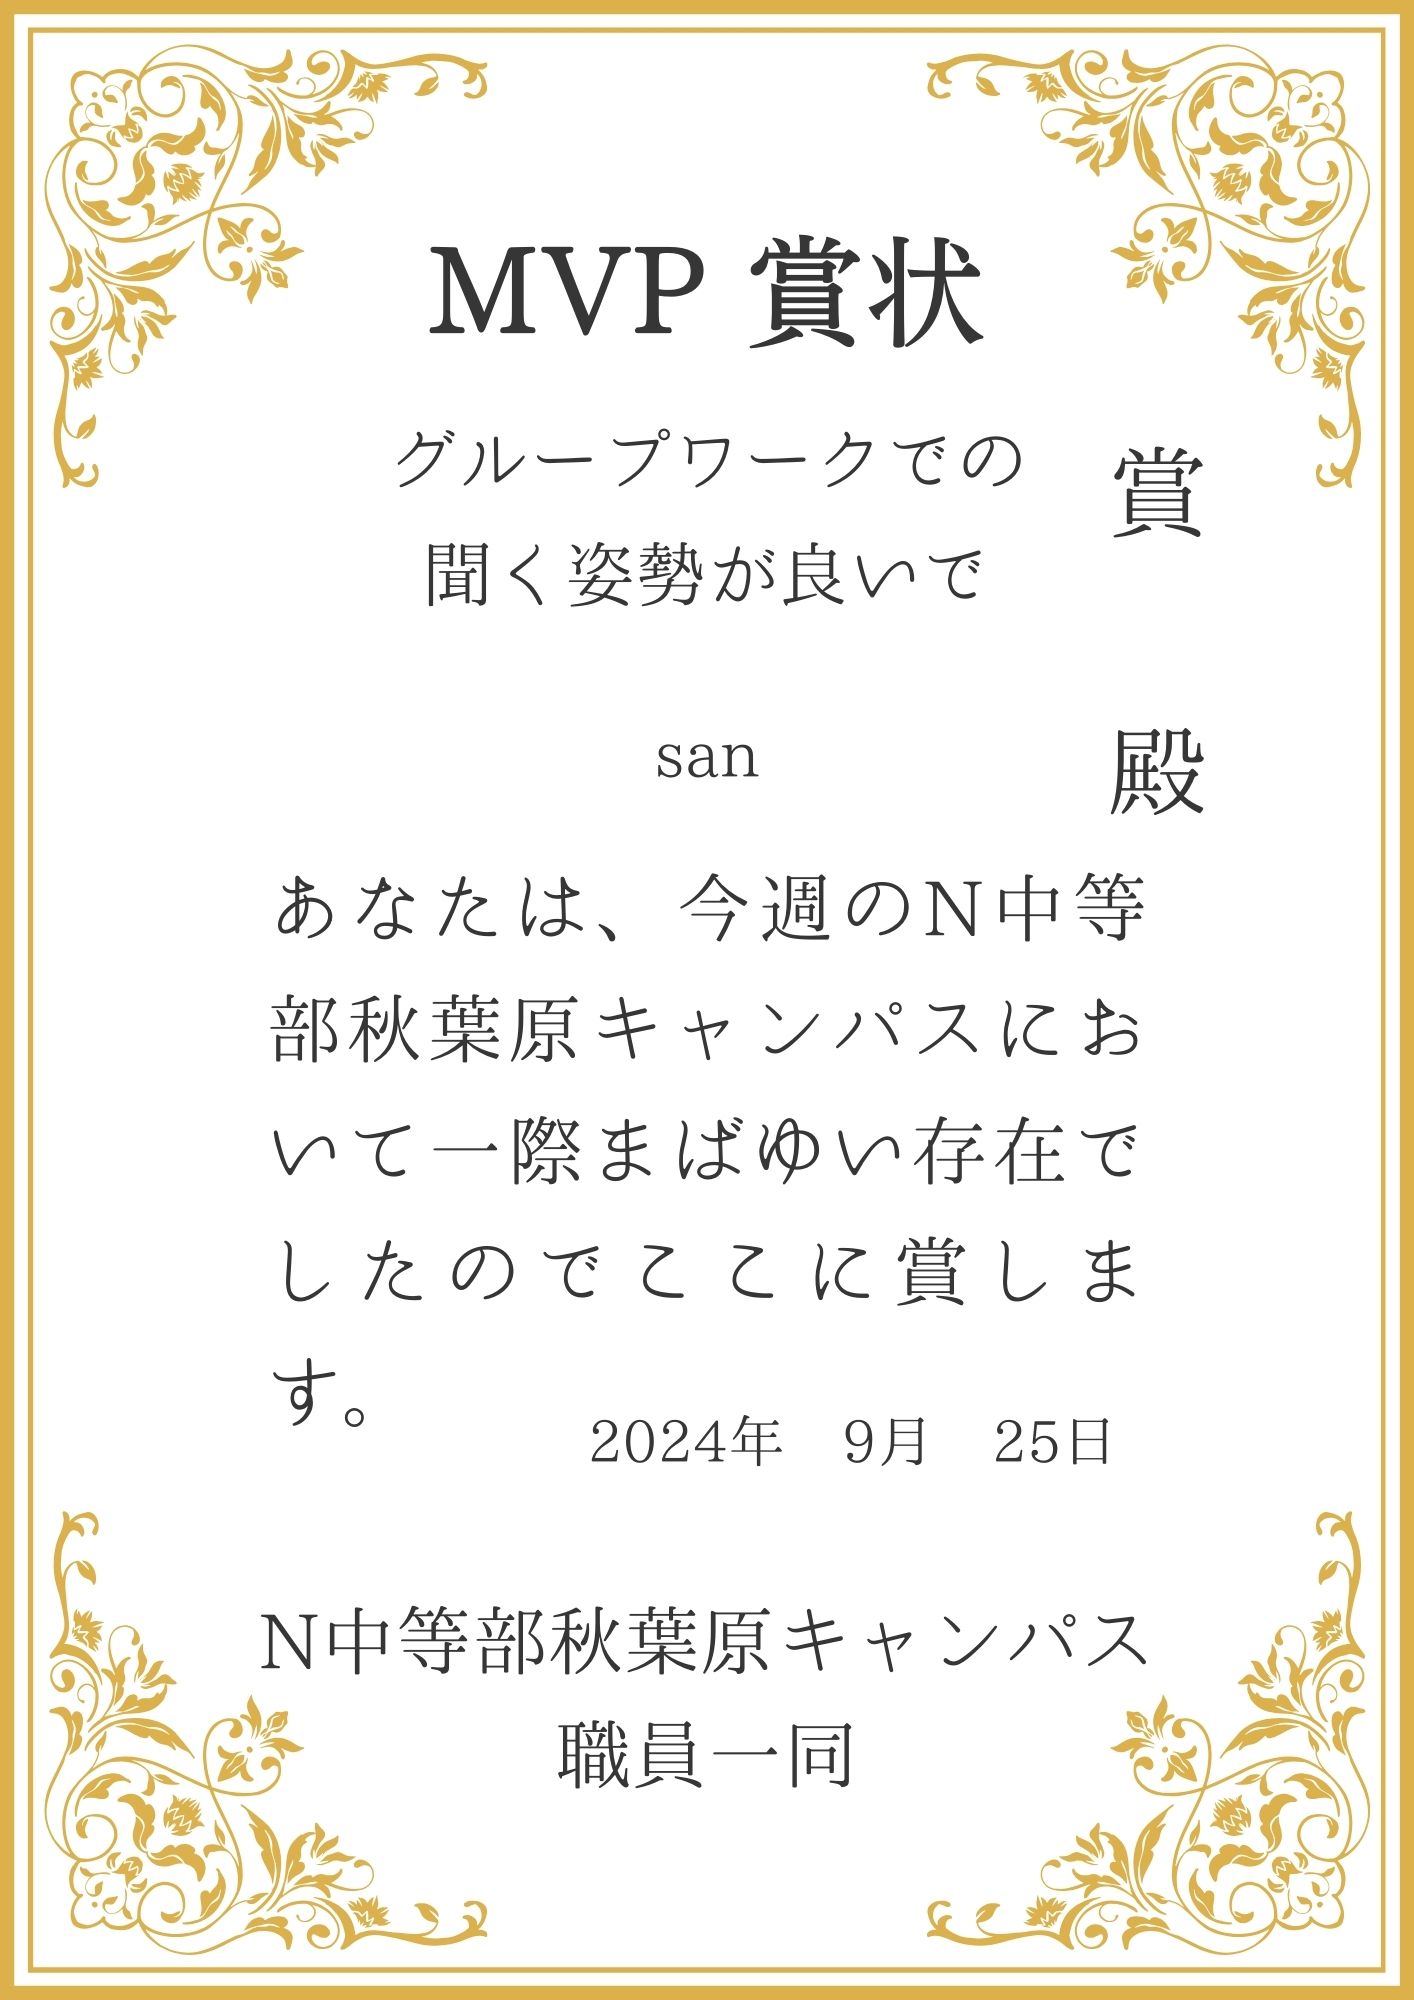 MVP 賞状
グループワークでの
聞く姿勢が良いで
賞
san
殿
あなたは、今週のN中等
部秋葉原キャンパスにお
いて一際まばゆい存在で
したのでここに賞しま
す。
2024年　9月　25日
N中等部秋葉原キャンパス
職員一同